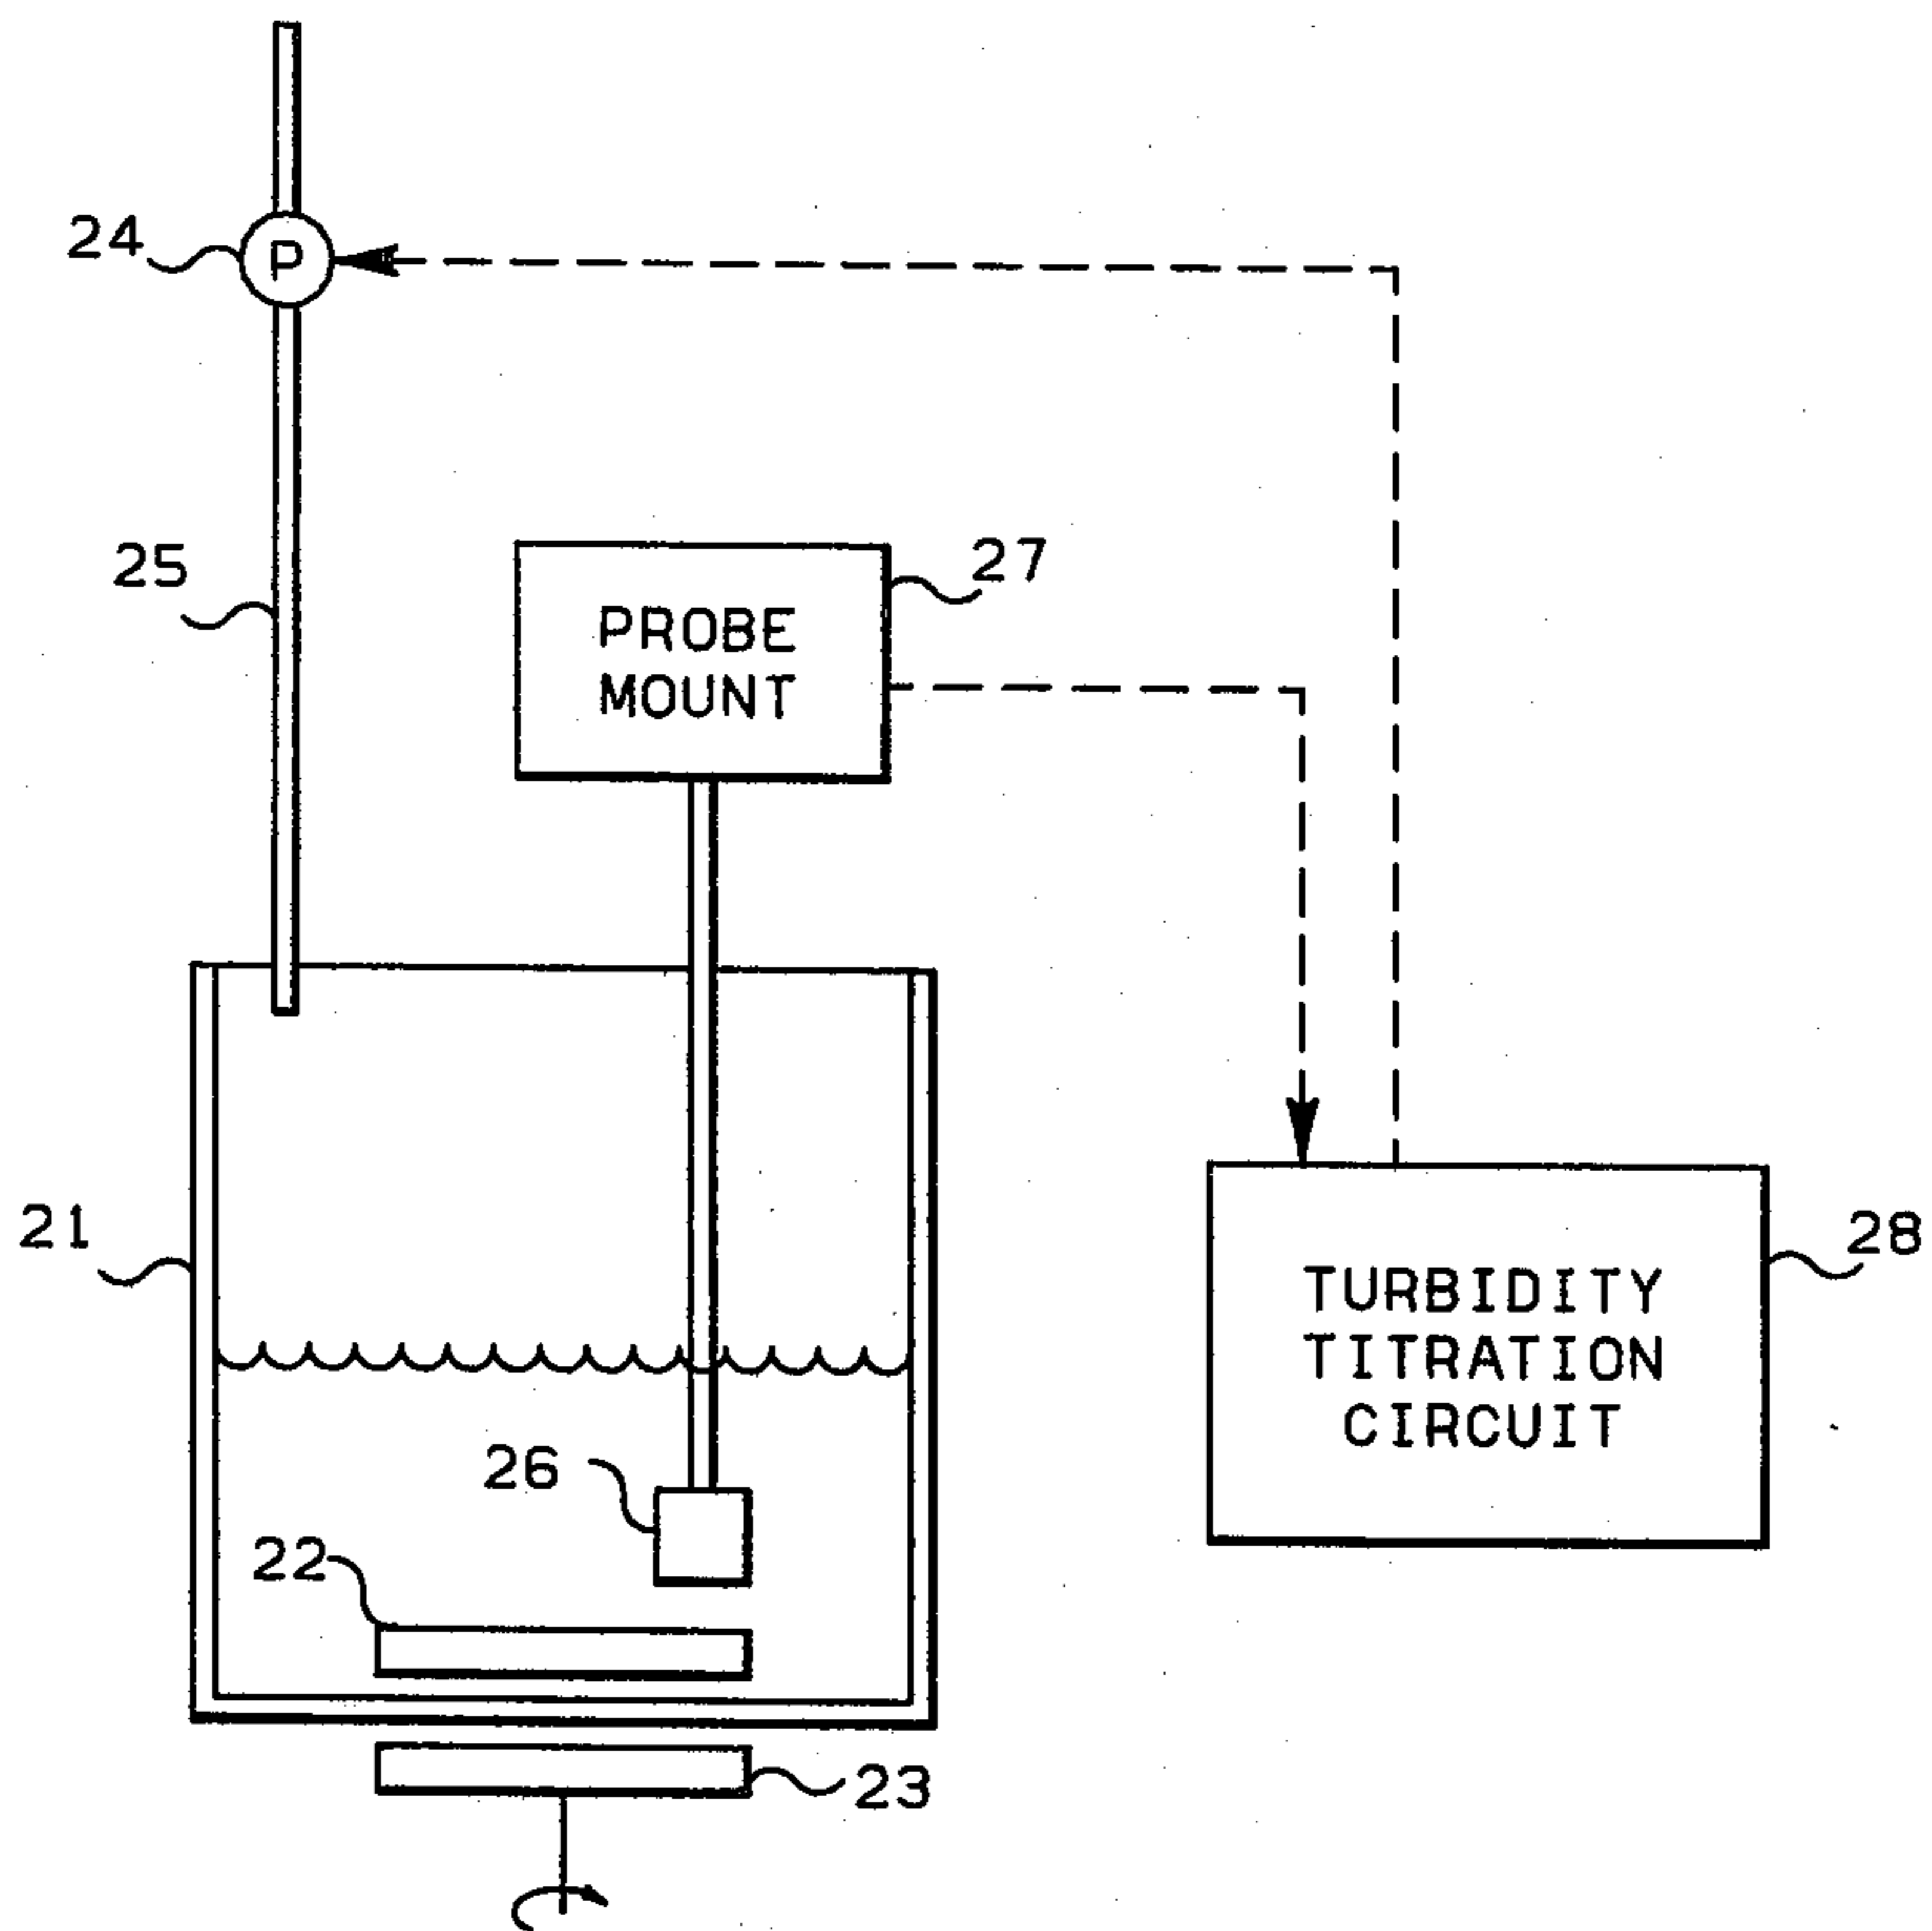 24
P
25
27
PROBE
MOUNT
21
28
TURBIDITY
TITRATION
CIRCUIT
26
22
23